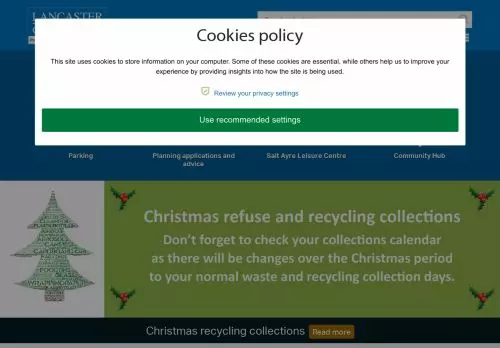 LANCASTER
Cookies policy
This site uses cookies to store information on your computer. Some of these cookies are essential, while others help us to improve your
experience by providing insights into how the site is being used.
Review your privacy settings
Use recommended settings
Parking
Planning applications and
advice
Salt Ayre Leisure Centre
Community Hub
Christmas refuse and recycling collections
Don't forget to check your collections calendar
as there will be changes over the Christmas period
to your normal waste and recycling collection days.
Christmas recycling collections Read more